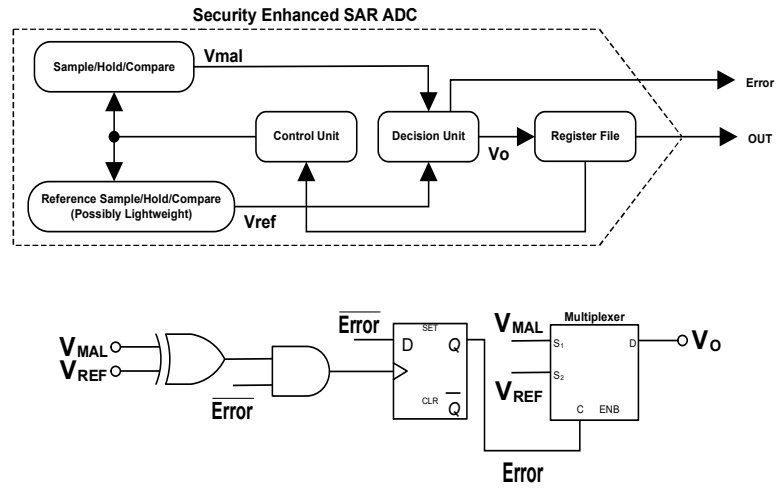 Security Enhanced SAR ADC
Vmal
Sample/Hold/Compare
Error
Control Unit
Decision Unit
Vo
Register File
OUT
Reference Sample/Hold/Compare
(Possibly Lightweight)
Vref
Error
SET
D
Q
CLR
Q
VMAL
VREF
Error
Multiplexer
VMAL
S1
D
VO
VREF
S2
C
ENB
Error